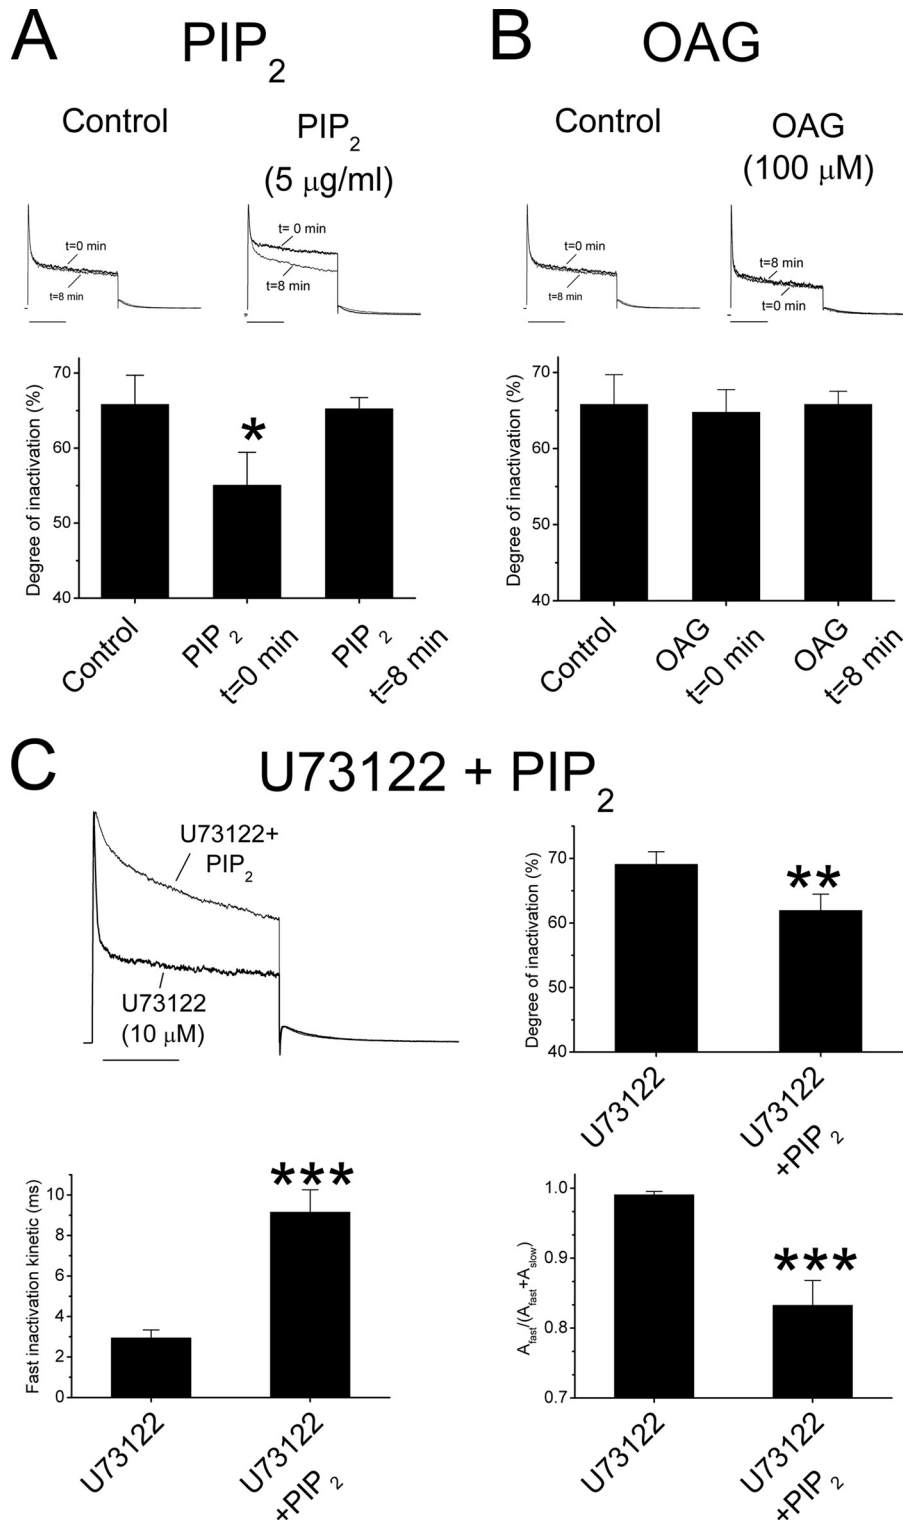 A
PIP2
Control
PIP2
(5 μg/ml)
t=0 min
t=8 min
t= 0 min
t=8 min
Degree of inactivation (%)
70
60
50
40
Control
PIP2
t=0 min
PIP2
t=8 min
B
OAG
Control
OAG
(100 μM)
t=0 min
t=8 min
t=8 min
t=0 min
Degree of inactivation (%)
70
60
50
40
Control
OAG
t=0 min
OAG
t=8 min
*
C
U73122 + PIP2
U73122+
PIP2
U73122
(10 μM)
Degree of inactivation (%)
70
60
50
40
**
U73122
U73122
+PIP2
Fast inactivation kinetic (ms)
10
8
6
4
2
0
***
U73122
U73122
+PIP2
Afast/(Afast+Aslow)
1.0
0.9
0.8
0.7
***
U73122
U73122
+PIP2